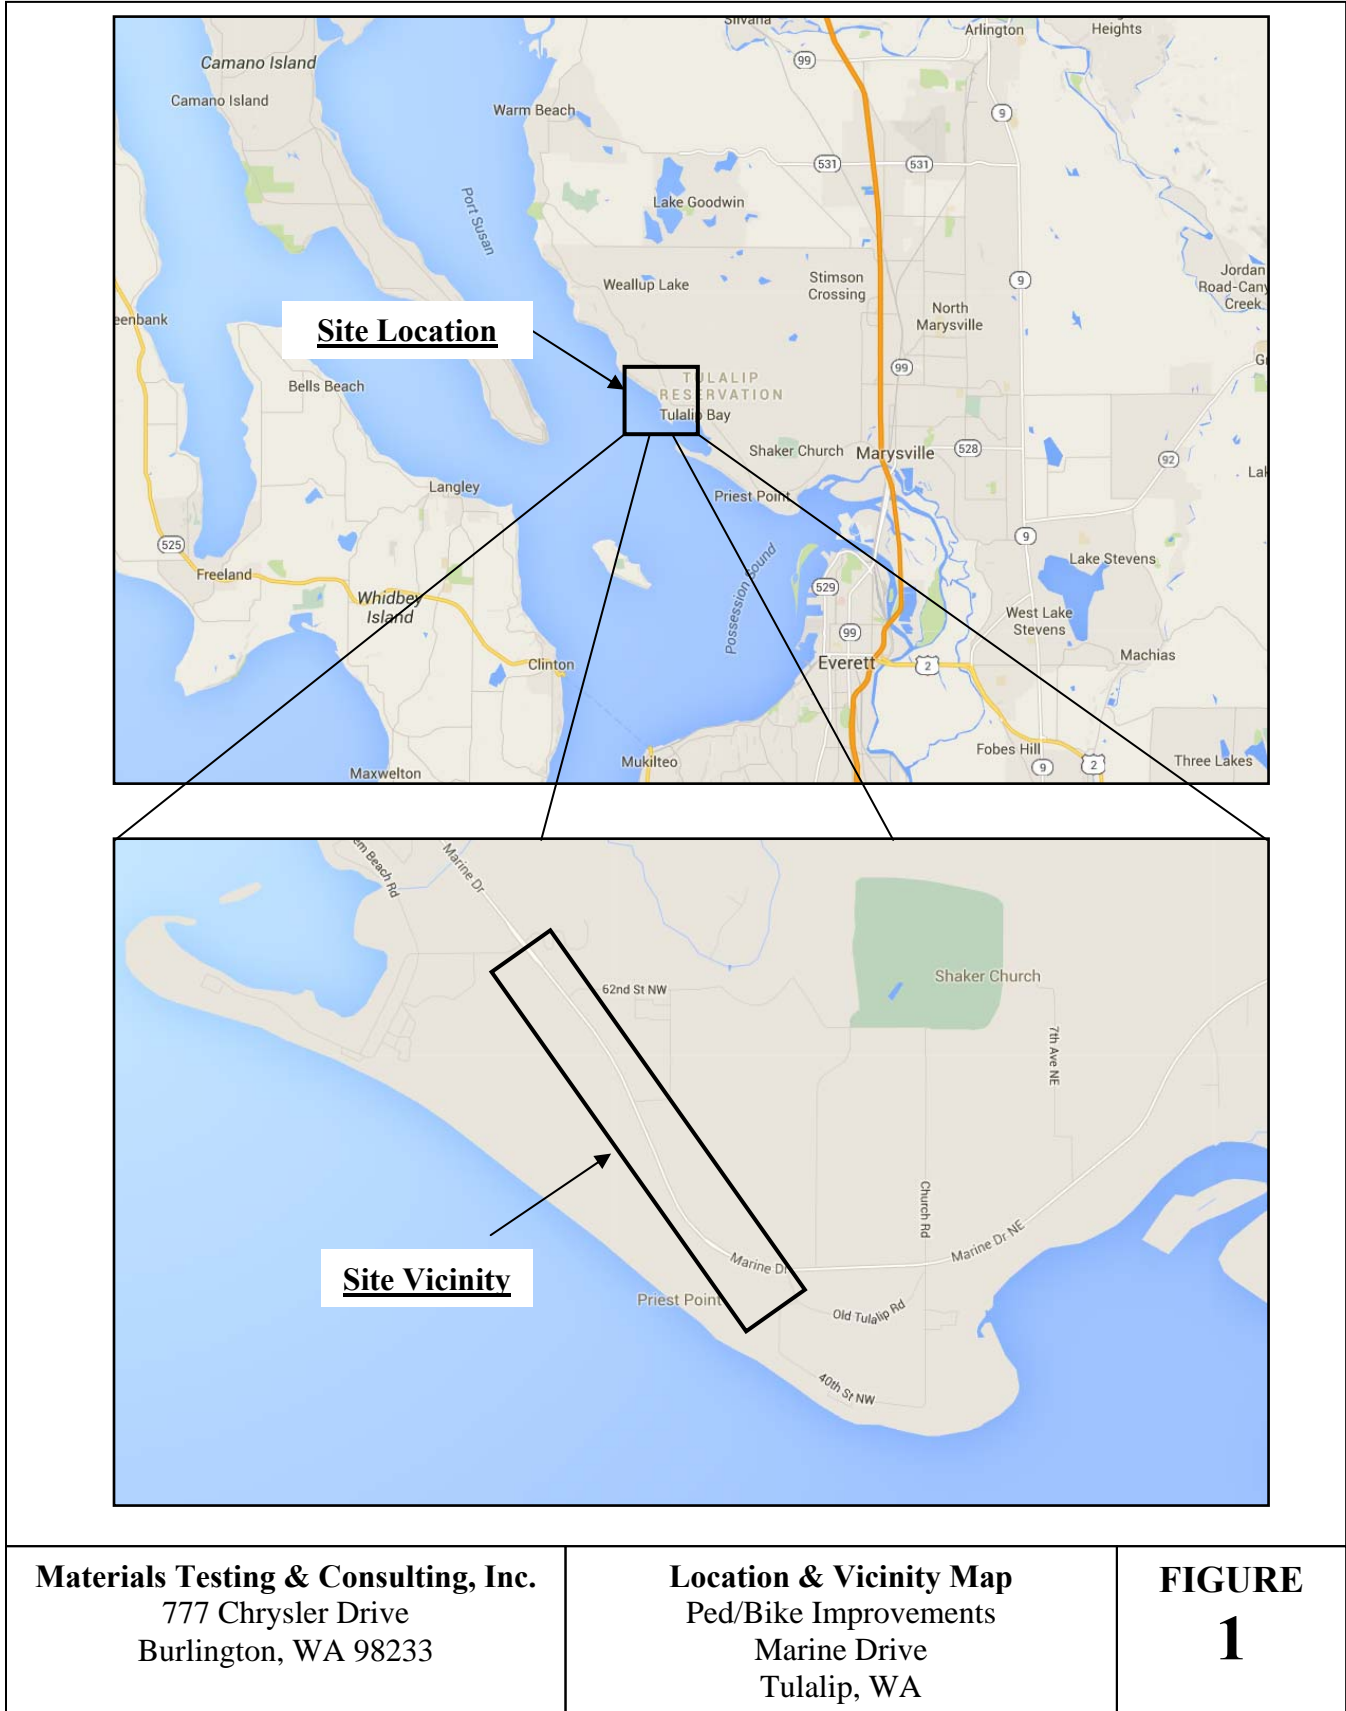 Silvana
Arlington
Heights
99
Camano Island
Camano Island
Warm Beach
9
531
531
Port Susan
Lake Goodwin
Weallup Lake
Stimson
Crossing
9
Jordan
Road-Cany
Creek
North
Marysville
eenbank
Site Location
99
Bells Beach
TULALIP
RESERVATION
Tulalip Bay
Shaker Church
Marysville
528
92
Langley
Priest Point
525
Freeland
9
Lake Stevens
Possession Sound
529
Whidbey
Island
West Lake
Stevens
99
Everett
2
Machias
Clinton
Mukilteo
Maxwelton
Fobes Hill
9
2
Three Lakes
em Beach Rd
Marine Dr
62nd St NW
Shaker Church
7th Ave NE
Church Rd
Marine Dr NE
Marine Dr
Site Vicinity
Priest Point
Old Tulalip Rd
40th St NW
Materials Testing & Consulting, Inc.
777 Chrysler Drive
Burlington, WA 98233
Location & Vicinity Map
Ped/Bike Improvements
Marine Drive
Tulalip, WA
FIGURE
1